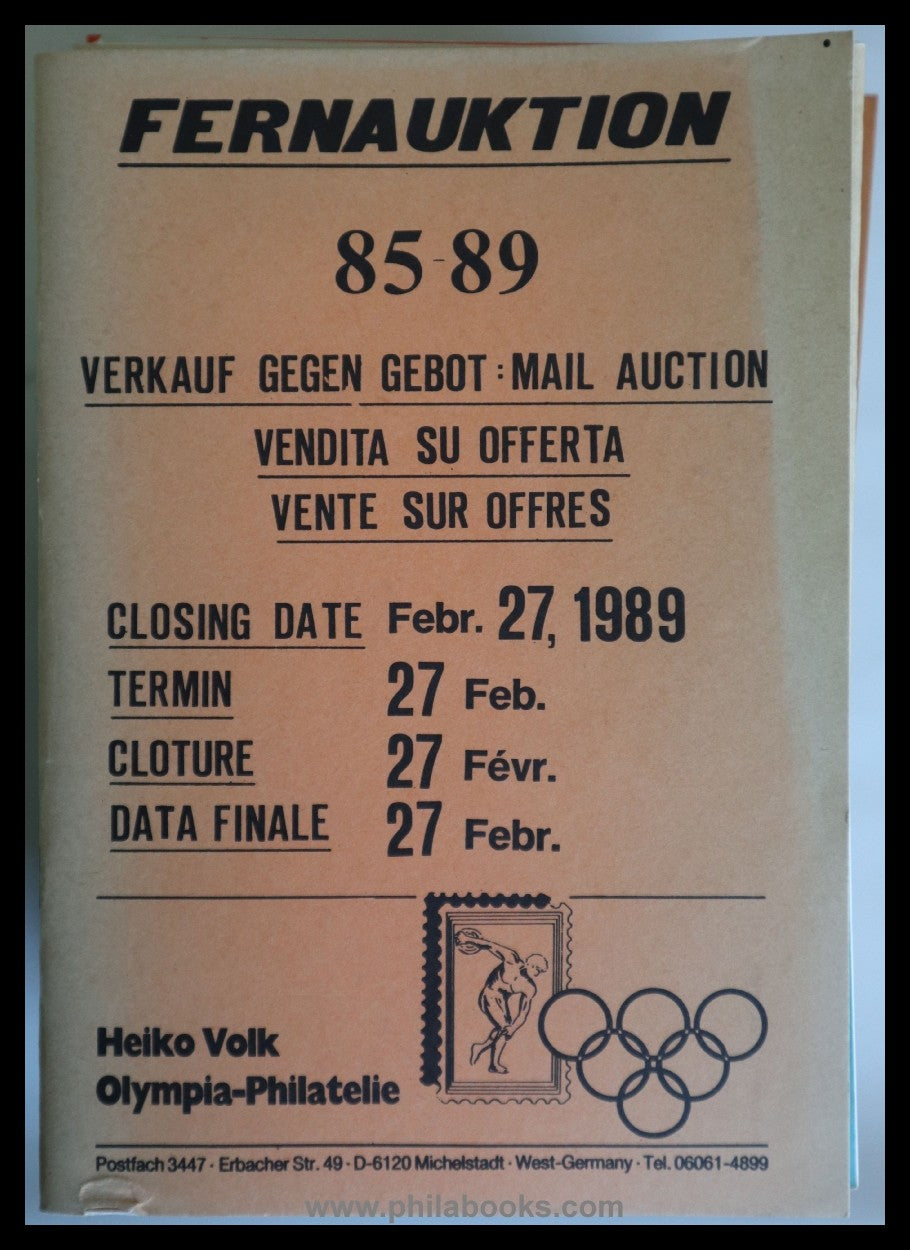 FERNAUKTION
85-89
VERKAUF GEGEN GEBOT : MAIL AUCTION
VENDITA SU OFFERTA
VENTE SUR OFFRES
CLOSING DATE Febr. 27, 1989
TERMIN 27 Feb.
CLOTURE 27 Févr.
DATA FINALE 27 Febr.
Heiko Volk
Olympia-Philatelie
Postfach 3447 · Erbacher Str. 49 · D-6120 Michelstadt · West-Germany · Tel. 06061-4899
www.philabooks.com